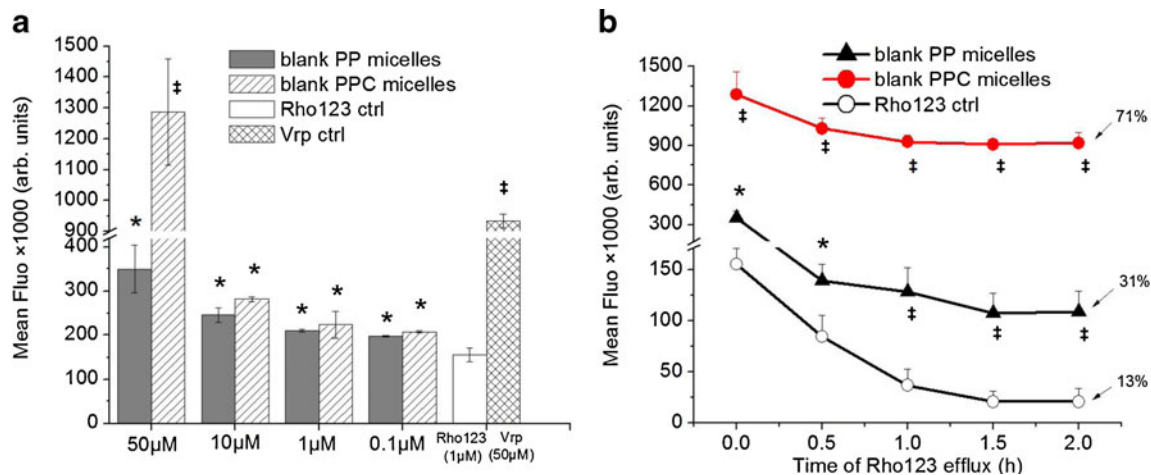 a
1500
1400
1300
1200
1100
1000
900
400
300
200
100
0
Mean Fluo ×1000 (arb. units)
blank PP micelles
blank PPC micelles
Rho123 ctrl
Vrp ctrl
*
‡
*
*
*
*
*
*
‡
50µM
10µM
1µM
0.1µM
Rho123
(1µM)
Vrp
(50µM)
b
blank PP micelles
blank PPC micelles
Rho123 ctrl
1500
1200
900
600
300
150
100
50
0
Mean Fluo ×1000 (arb. units)
‡
‡
‡
‡
‡
71%
*
*
‡
‡
‡
31%
13%
0.0
0.5
1.0
1.5
2.0
Time of Rho123 efflux (h)